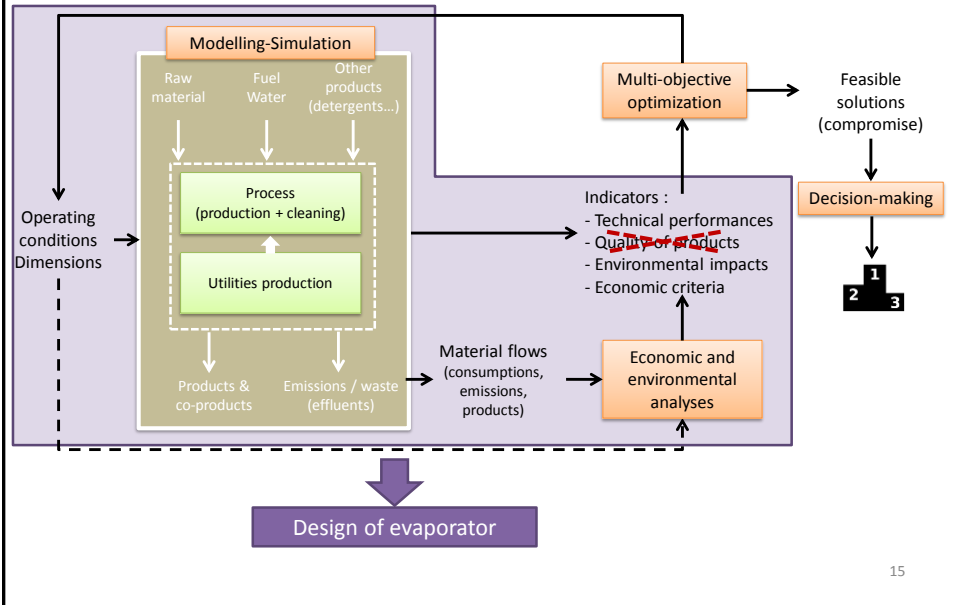 Modelling-Simulation
Raw
material
Fuel
Water
Other
products
(detergents...)
Process
(production + cleaning)
Utilities production
Products &
co-products
Emissions / waste
(effluents)
Operating
conditions
Dimensions
Material flows
(consumptions,
emissions,
products)
Economic and
environmental
analyses
Indicators :
- Technical performances
- Quality of products
- Environmental impacts
- Economic criteria
Multi-objective
optimization
Feasible
solutions
(compromise)
Decision-making
1
2
3
Design of evaporator
15